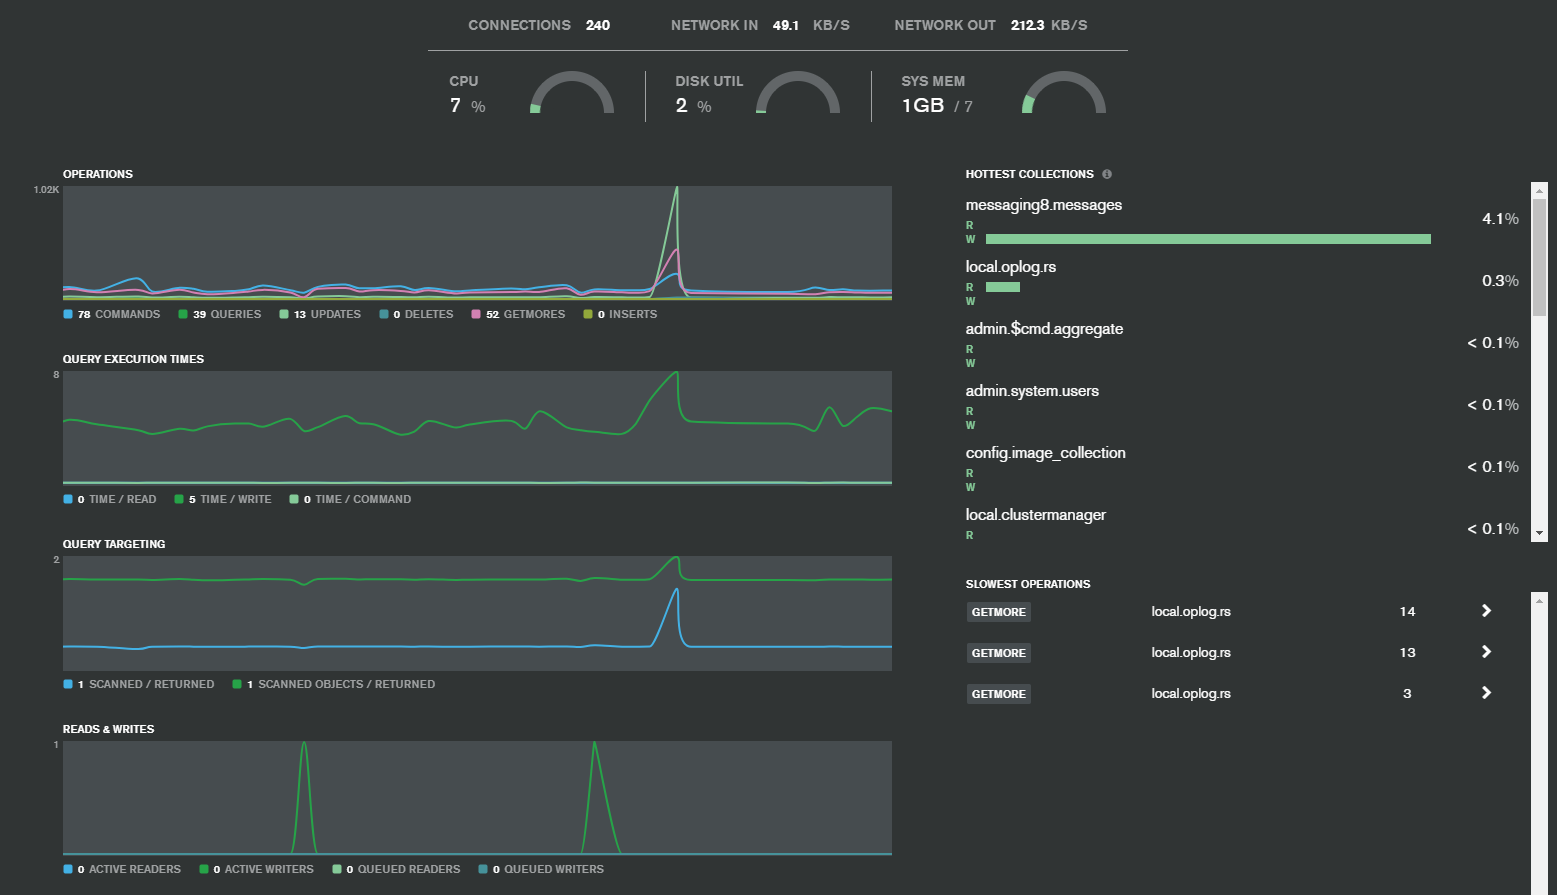 CONNECTIONS 240 NETWORK IN 49.1 KB/S NETWORK OUT 212.3 KB/S
CPU
7 %
DISK UTIL
2 %
SYS MEM
1GB / 7
OPERATIONS
1.02K
78 COMMANDS 39 QUERIES 13 UPDATES 0 DELETES 52 GETMORES 0 INSERTS
QUERY EXECUTION TIMES
8
0 TIME / READ 5 TIME / WRITE 0 TIME / COMMAND
QUERY TARGETING
2
1 SCANNED / RETURNED 1 SCANNED OBJECTS / RETURNED
READS & WRITES
1
0 ACTIVE READERS 0 ACTIVE WRITERS 0 QUEUED READERS 0 QUEUED WRITERS
HOTTEST COLLECTIONS i
messaging8.messages
R
W
4.1%
local.oplog.rs
R
W
0.3%
admin.$cmd.aggregate
R
W
< 0.1%
admin.system.users
R
W
< 0.1%
config.image_collection
R
W
< 0.1%
local.clustermanager
R
< 0.1%
SLOWEST OPERATIONS
GETMORE local.oplog.rs 14
GETMORE local.oplog.rs 13
GETMORE local.oplog.rs 3